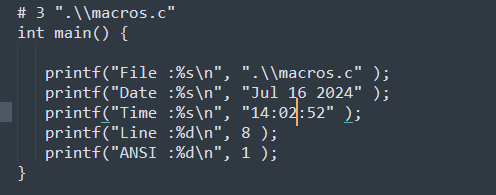 # 3 ".\\macros.c"
int main() {
printf("File :%s\n", ".\\macros.c" );
printf("Date :%s\n", "Jul 16 2024" );
printf("Time :%s\n", "14:02:52" );
printf("Line :%d\n", 8 );
printf("ANSI :%d\n", 1 );
}